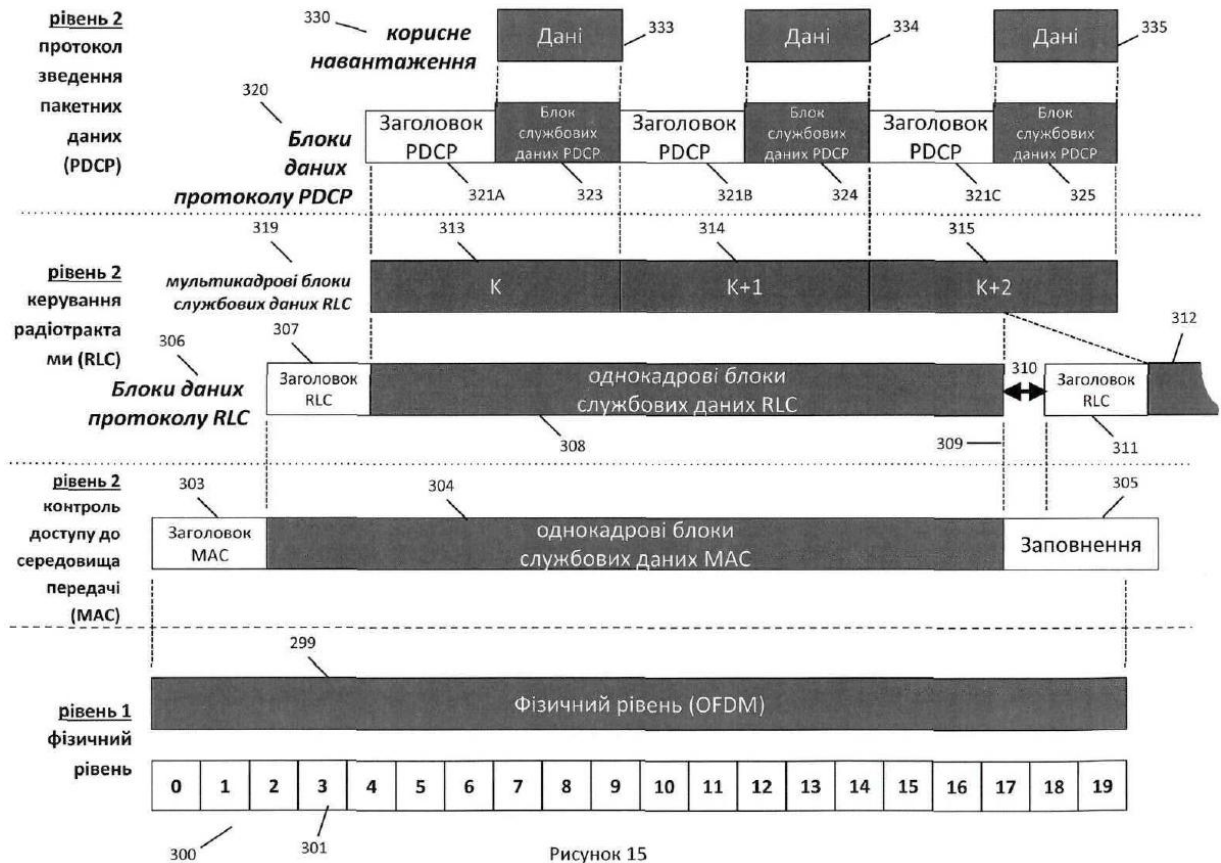 рівень 2
протокол
зведення
пакетних
даних
(PDCP)
330
корисне
навантаження
Дані
333
Дані
334
Дані
335
320
Блоки
даних
протоколу PDCP
Заголовок
PDCP
Блок
службових
даних PDCP
Заголовок
PDCP
Блок
службових
даних PDCP
Заголовок
PDCP
Блок
службових
даних PDCP
321A
323
321B
324
321C
325
рівень 2
керування
радіотракта
ми (RLC)
319
313
314
315
мультикадрові блоки
службових даних RLC
K
K+1
K+2
306
307
312
Блоки даних
протоколу RLC
Заголовок
RLC
однокадрові блоки
службових даних RLC
310
Заголовок
RLC
308
309
311
рівень 2
контроль
доступу до
середовища
передачі
(MAC)
303
304
305
Заголовок
MAC
однокадрові блоки
службових даних MAC
Заповнення
299
рівень 1
фізичний
рівень
Фізичний рівень (OFDM)
0 1 2 3 4 5 6 7 8 9 10 11 12 13 14 15 16 17 18 19
300
301
Рисунок 15